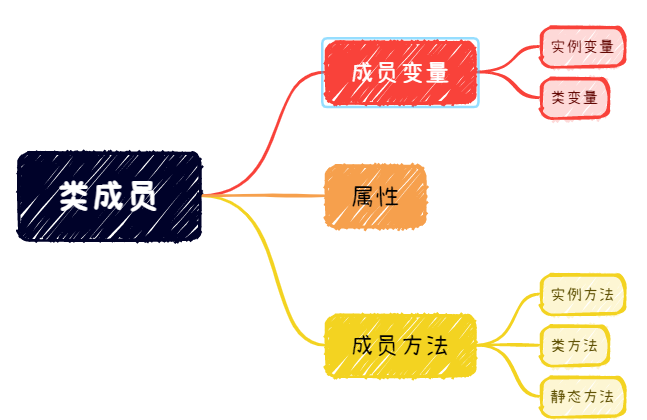 类成员
成员变量
实例变量
类变量
属性
成员方法
实例方法
类方法
静态方法